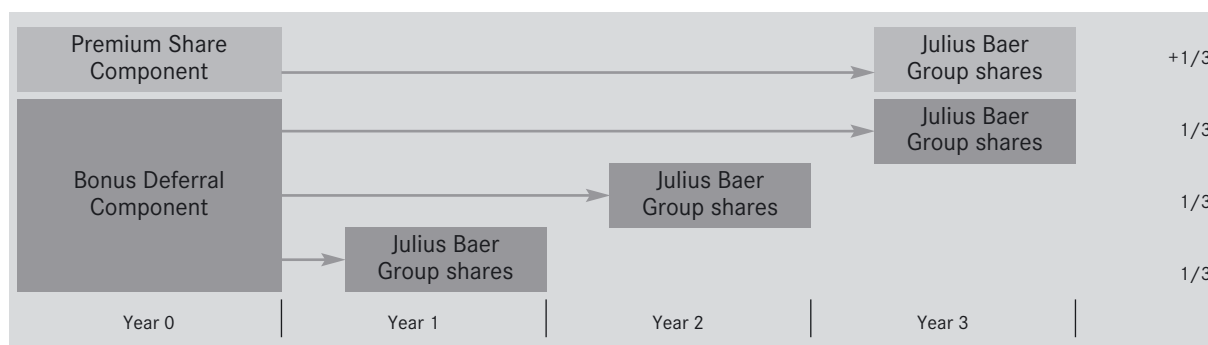 Premium Share
Component
Julius Baer
Group shares
+1/3
Julius Baer
Group shares
1/3
Bonus Deferral
Component
Julius Baer
Group shares
1/3
Julius Baer
Group shares
1/3
Year 0
Year 1
Year 2
Year 3